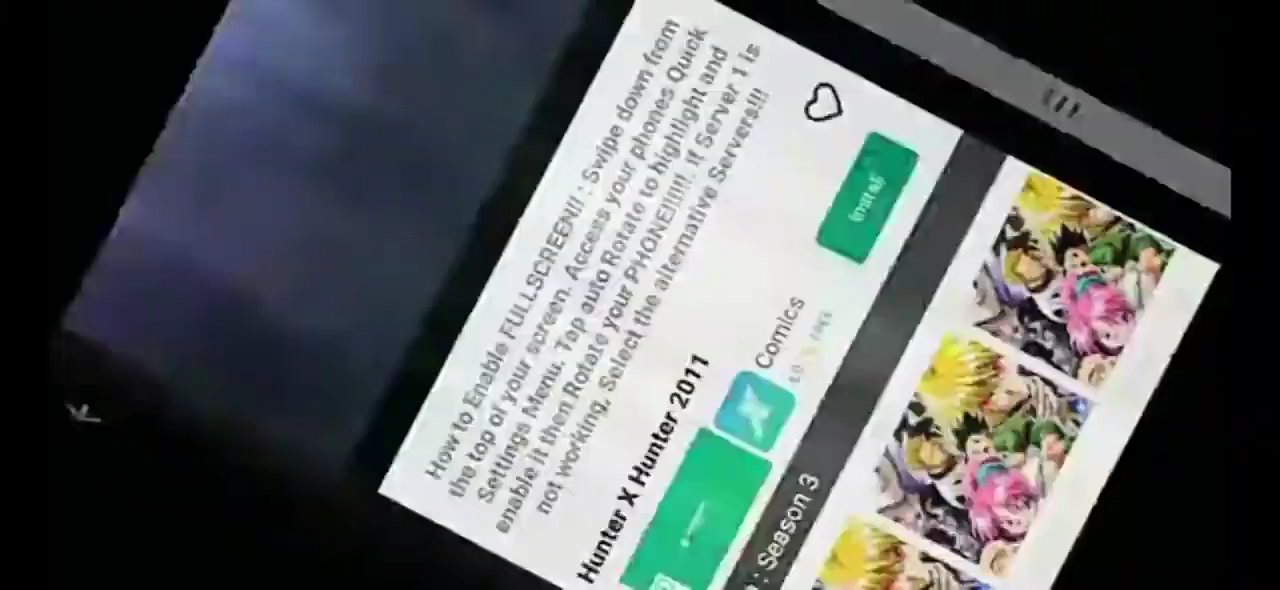 How to Enable FULLSCREEN!! : Swipe down from
the top of your screen. Access your phones Quick
Settings Menu. Tap auto Rotate to highlight and
enable it then Rotate your PHONE!!!!!!. If Server 1 is
not working, Select the alternative Servers!!!
Hunter X Hunter 2011
Comics
Install
: Season 3